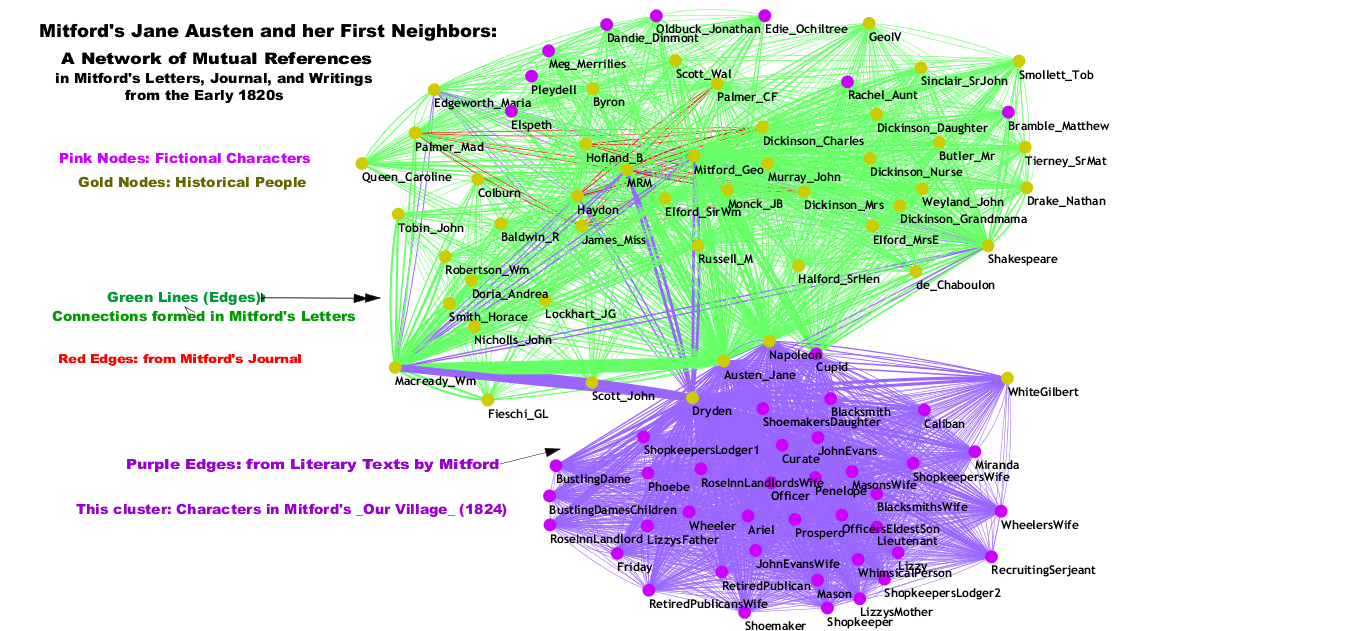 Mitford's Jane Austen and her First Neighbors:
A Network of Mutual References
in Mitford's Letters, Journal, and Writings
from the Early 1820s
Pink Nodes: Fictional Characters
Gold Nodes: Historical People
Green Lines (Edges):
Connections formed in Mitford's Letters
Red Edges: from Mitford's Journal
Purple Edges: from Literary Texts by Mitford
This cluster: Characters in Mitford's _Our Village_ (1824)
Oldbuck_Jonathan
Edie_Ochiltree
Dandie_Dinmont
GeoIV
Meg_Merrilies
Scott_Wal
Sinclair_SrJohn
Smollett_Tob
Pleydell
Byron
Palmer_CF
Rachel_Aunt
Edgeworth_Maria
Elspeth
Dickinson_Daughter
Bramble_Matthew
Palmer_Mad
Dickinson_Charles
Hofland_B
Butler_Mr
Tierney_SrMat
Queen_Caroline
MRM
Mitford_Geo
Murray_John
Dickinson_Nurse
Colburn
Haydon
Elford_SirWm
Monck_JB
Dickinson_Mrs
Weyland_John
Drake_Nathan
Dickinson_Grandmama
Tobin_John
Baldwin_R
James_Miss
Elford_MrsE
Russell_M
Shakespeare
Robertson_Wm
Halford_SrHen
de_Chaboulon
Doria_Andrea
Smith_Horace
Lockhart_JG
Nicholls_John
Napoleon
Cupid
Macready_Wm
Austen_Jane
WhiteGilbert
Scott_John
Fieschi_GL
Dryden
Blacksmith
ShoemakersDaughter
Caliban
ShopkeepersLodger1
JohnEvans
Curate
Miranda
BustlingDame
Phoebe
RoseInnLandlordsWife
Officer
Penelope
MasonsWife
ShopkeepersWife
BustlingDamesChildren
BlacksmithsWife
Wheeler
Ariel
Prospero
OfficersEldestSon
WheelersWife
RoseInnLandlord
LizzysFather
Lieutenant
Friday
JohnEvansWife
WhimsicalPerson
Lizzy
RecruitingSerjeant
RetiredPublican
Mason
ShopkeepersLodger2
RetiredPublicansWife
LizzysMother
Shoemaker
Shopkeeper